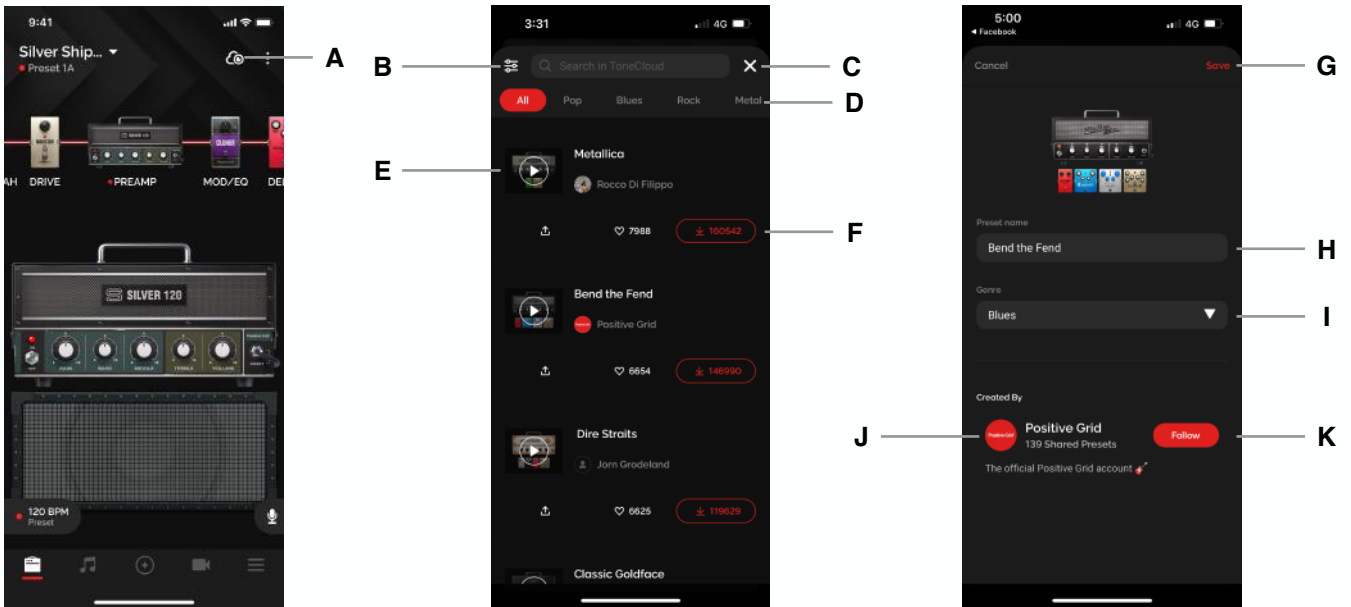 9:41
Silver Ship...
Preset 1A
A
SILVER 120
AH DRIVE PREAMP MOD/EQ DEL
SILVER 120
120 BPM
Preset
3:31 4G
B Search in ToneCloud C
All Pop Blues Rock Metal D
E Metallica
Rocco Di Filippo
7988 160542 F
Bend the Fend
Positive Grid
6654 146990
Dire Straits
Jorn Grodeland
6625 119629
Classic Goldface
5:00 4G
Facebook
Cancel Save G
Preset name
Bend the Fend H
Genre
Blues I
Created By
J Positive Grid Follow K
139 Shared Presets
The official Positive Grid account